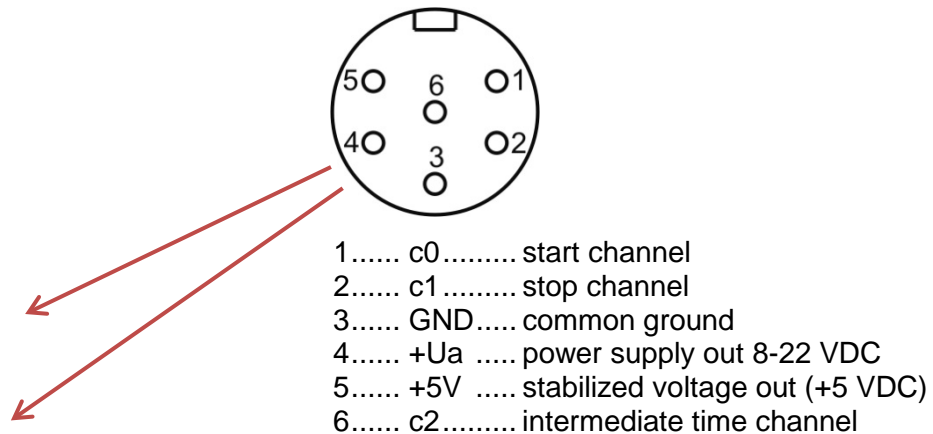 5 6 1
4 3 2
1...... c0......... start channel
2...... c1......... stop channel
3...... GND..... common ground
4...... +Ua ..... power supply out 8-22 VDC
5...... +5V ..... stabilized voltage out (+5 VDC)
6...... c2......... intermediate time channel